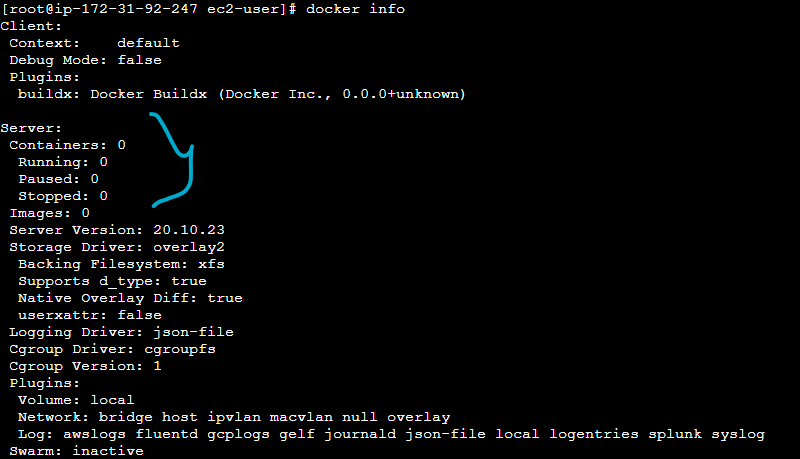 [root@ip-172-31-92-247 ec2-user]# docker info
Client:
 Context:    default
 Debug Mode: false
 Plugins:
  buildx: Docker Buildx (Docker Inc., 0.0.0+unknown)

Server:
 Containers: 0
  Running: 0
  Paused: 0
  Stopped: 0
 Images: 0
 Server Version: 20.10.23
 Storage Driver: overlay2
  Backing Filesystem: xfs
  Supports d_type: true
  Native Overlay Diff: true
  userxattr: false
 Logging Driver: json-file
 Cgroup Driver: cgroupfs
 Cgroup Version: 1
 Plugins:
  Volume: local
  Network: bridge host ipvlan macvlan null overlay
  Log: awslogs fluentd gcplogs gelf journald json-file local logentries splunk syslog
 Swarm: inactive